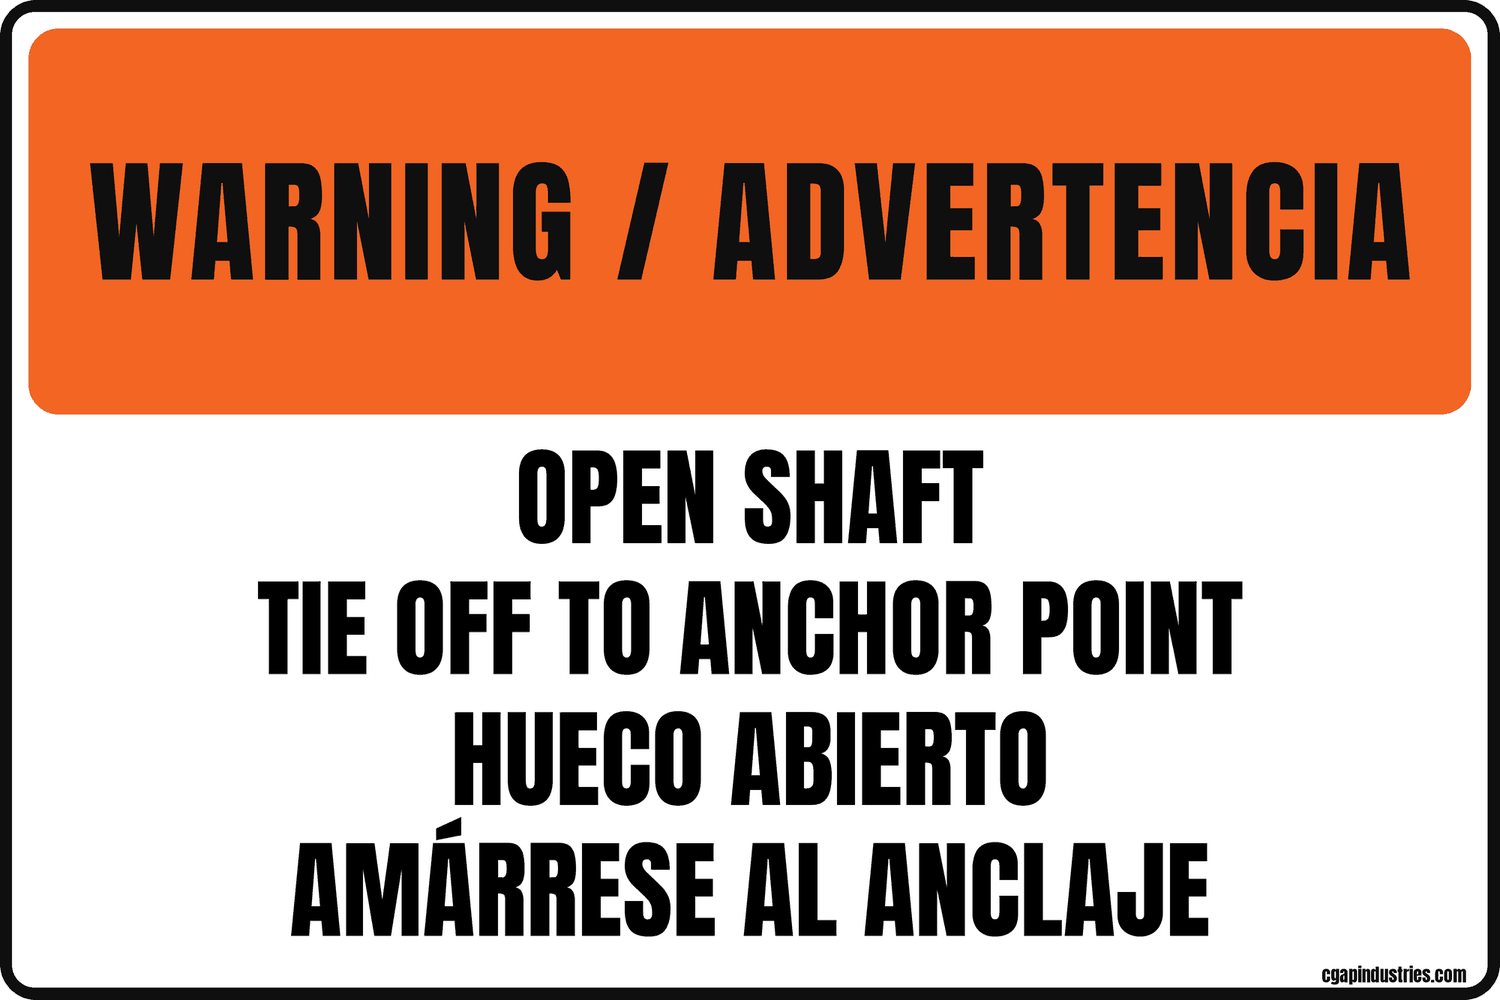 WARNING / ADVERTENCIA
OPEN SHAFT
TIE OFF TO ANCHOR POINT
HUECO ABIERTO
AMÁRRESE AL ANCLAJE
cgapindustries.com